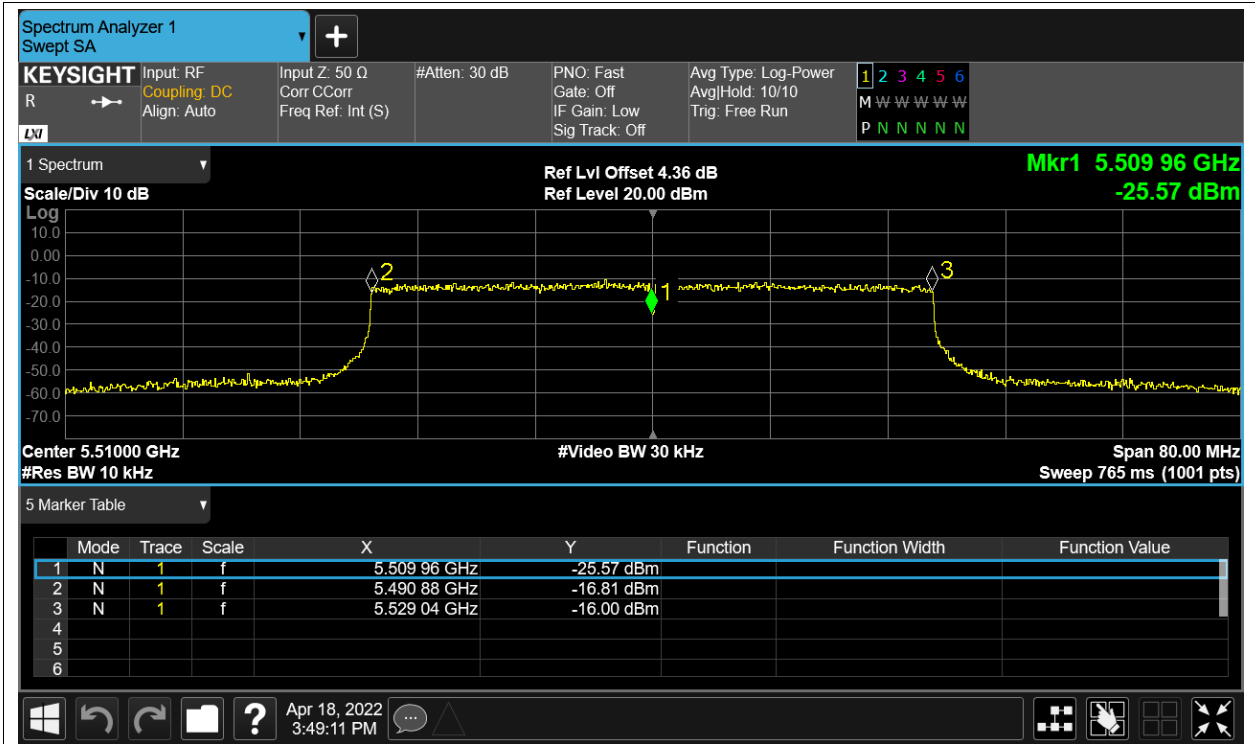 Spectrum Analyzer 1
Swept SA
+
KEYSIGHT
R
LXI
Input: RF
Coupling: DC
Align: Auto
Input Z: 50 Ω
Corr CCorr
Freq Ref: Int (S)
#Atten: 30 dB
PNO: Fast
Gate: Off
IF Gain: Low
Sig Track: Off
Avg Type: Log-Power
Avg|Hold: 10/10
Trig: Free Run
1 2 3 4 5 6
M W W W W W
P N N N N N
1 Spectrum
Scale/Div 10 dB
Ref Lvl Offset 4.36 dB
Ref Level 20.00 dBm
Mkr1 5.509 96 GHz
-25.57 dBm
Log
10.0
0.00
-10.0
-20.0
-30.0
-40.0
-50.0
-60.0
-70.0
2
1
3
Center 5.51000 GHz
#Res BW 10 kHz
#Video BW 30 kHz
Span 80.00 MHz
Sweep 765 ms (1001 pts)
5 Marker Table
Mode Trace Scale X Y Function Function Width Function Value
1 N 1 f 5.509 96 GHz -25.57 dBm
2 N 1 f 5.490 88 GHz -16.81 dBm
3 N 1 f 5.529 04 GHz -16.00 dBm
4
5
6
?
Apr 18, 2022
3:49:11 PM